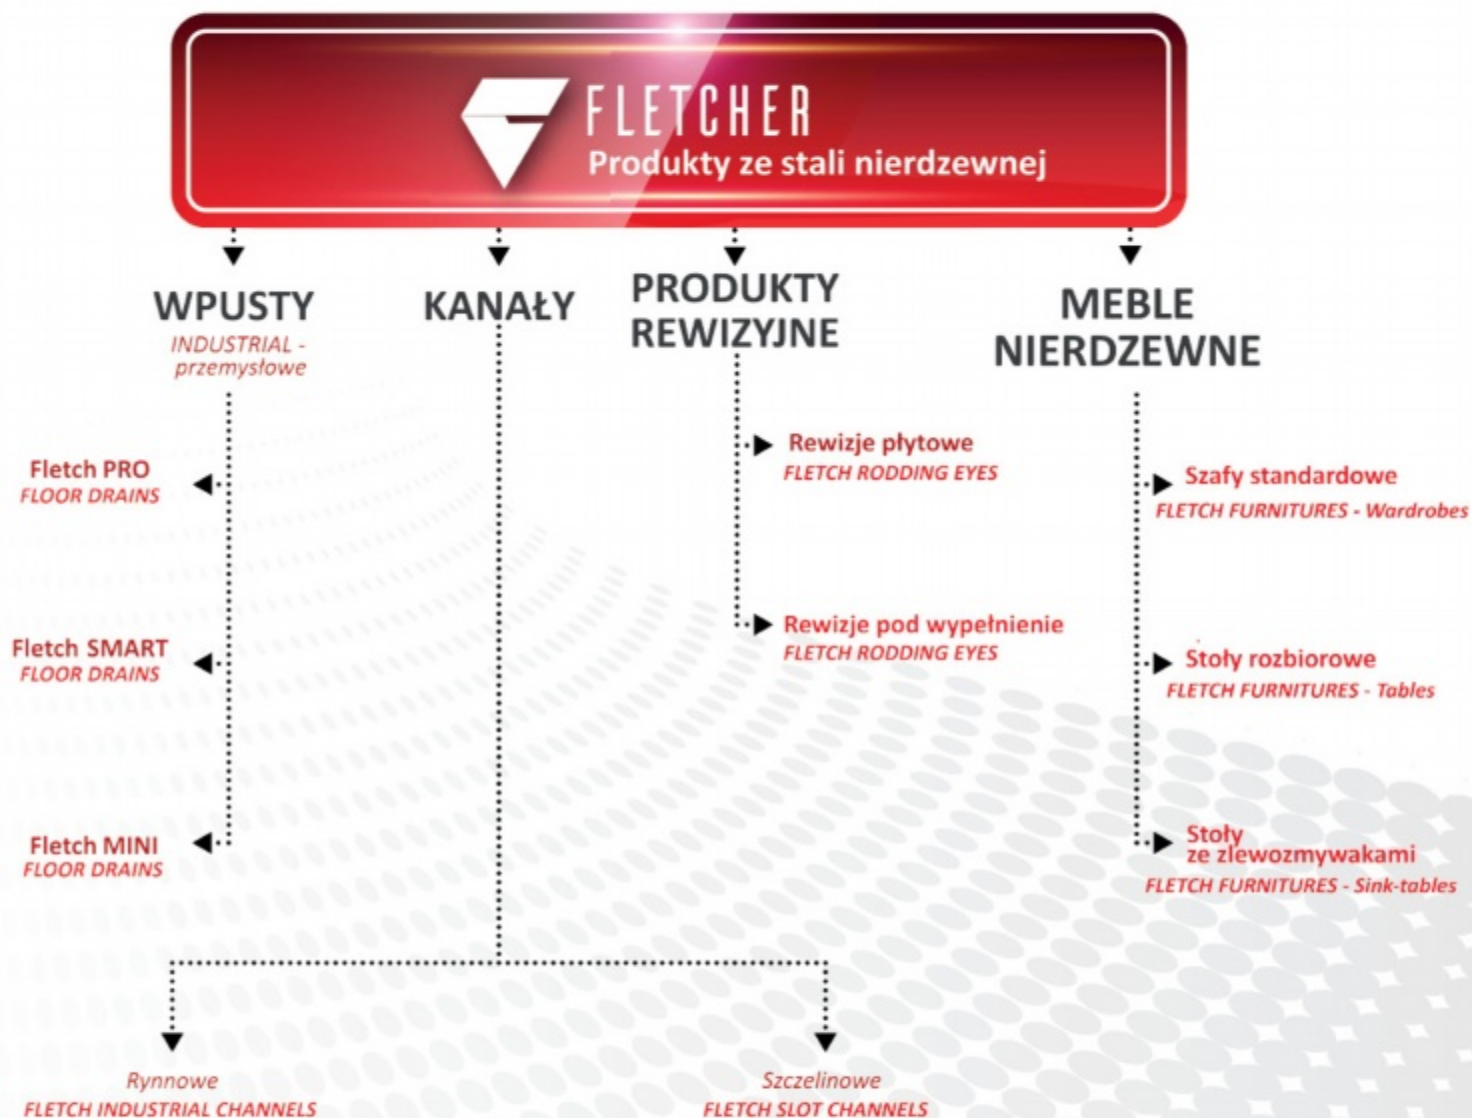 FLETCHER
Produkty ze stali nierdzewnej
WPUSTY
INDUSTRIAL -
przemysłowe
Fletch PRO
FLOOR DRAINS
Fletch SMART
FLOOR DRAINS
Fletch MINI
FLOOR DRAINS
KANAŁY
Rynnowe
FLETCH INDUSTRIAL CHANNELS
Szczelinowe
FLETCH SLOT CHANNELS
PRODUKTY
REWIZYJNE
Rewizje płytowe
FLETCH RODDING EYES
Rewizje pod wypełnienie
FLETCH RODDING EYES
MEBLE
NIERDZEWNE
Szafy standardowe
FLETCH FURNITURES - Wardrobes
Stoły rozbiorowe
FLETCH FURNITURES - Tables
Stoły
ze zlewozmywakami
FLETCH FURNITURES - Sink-tables